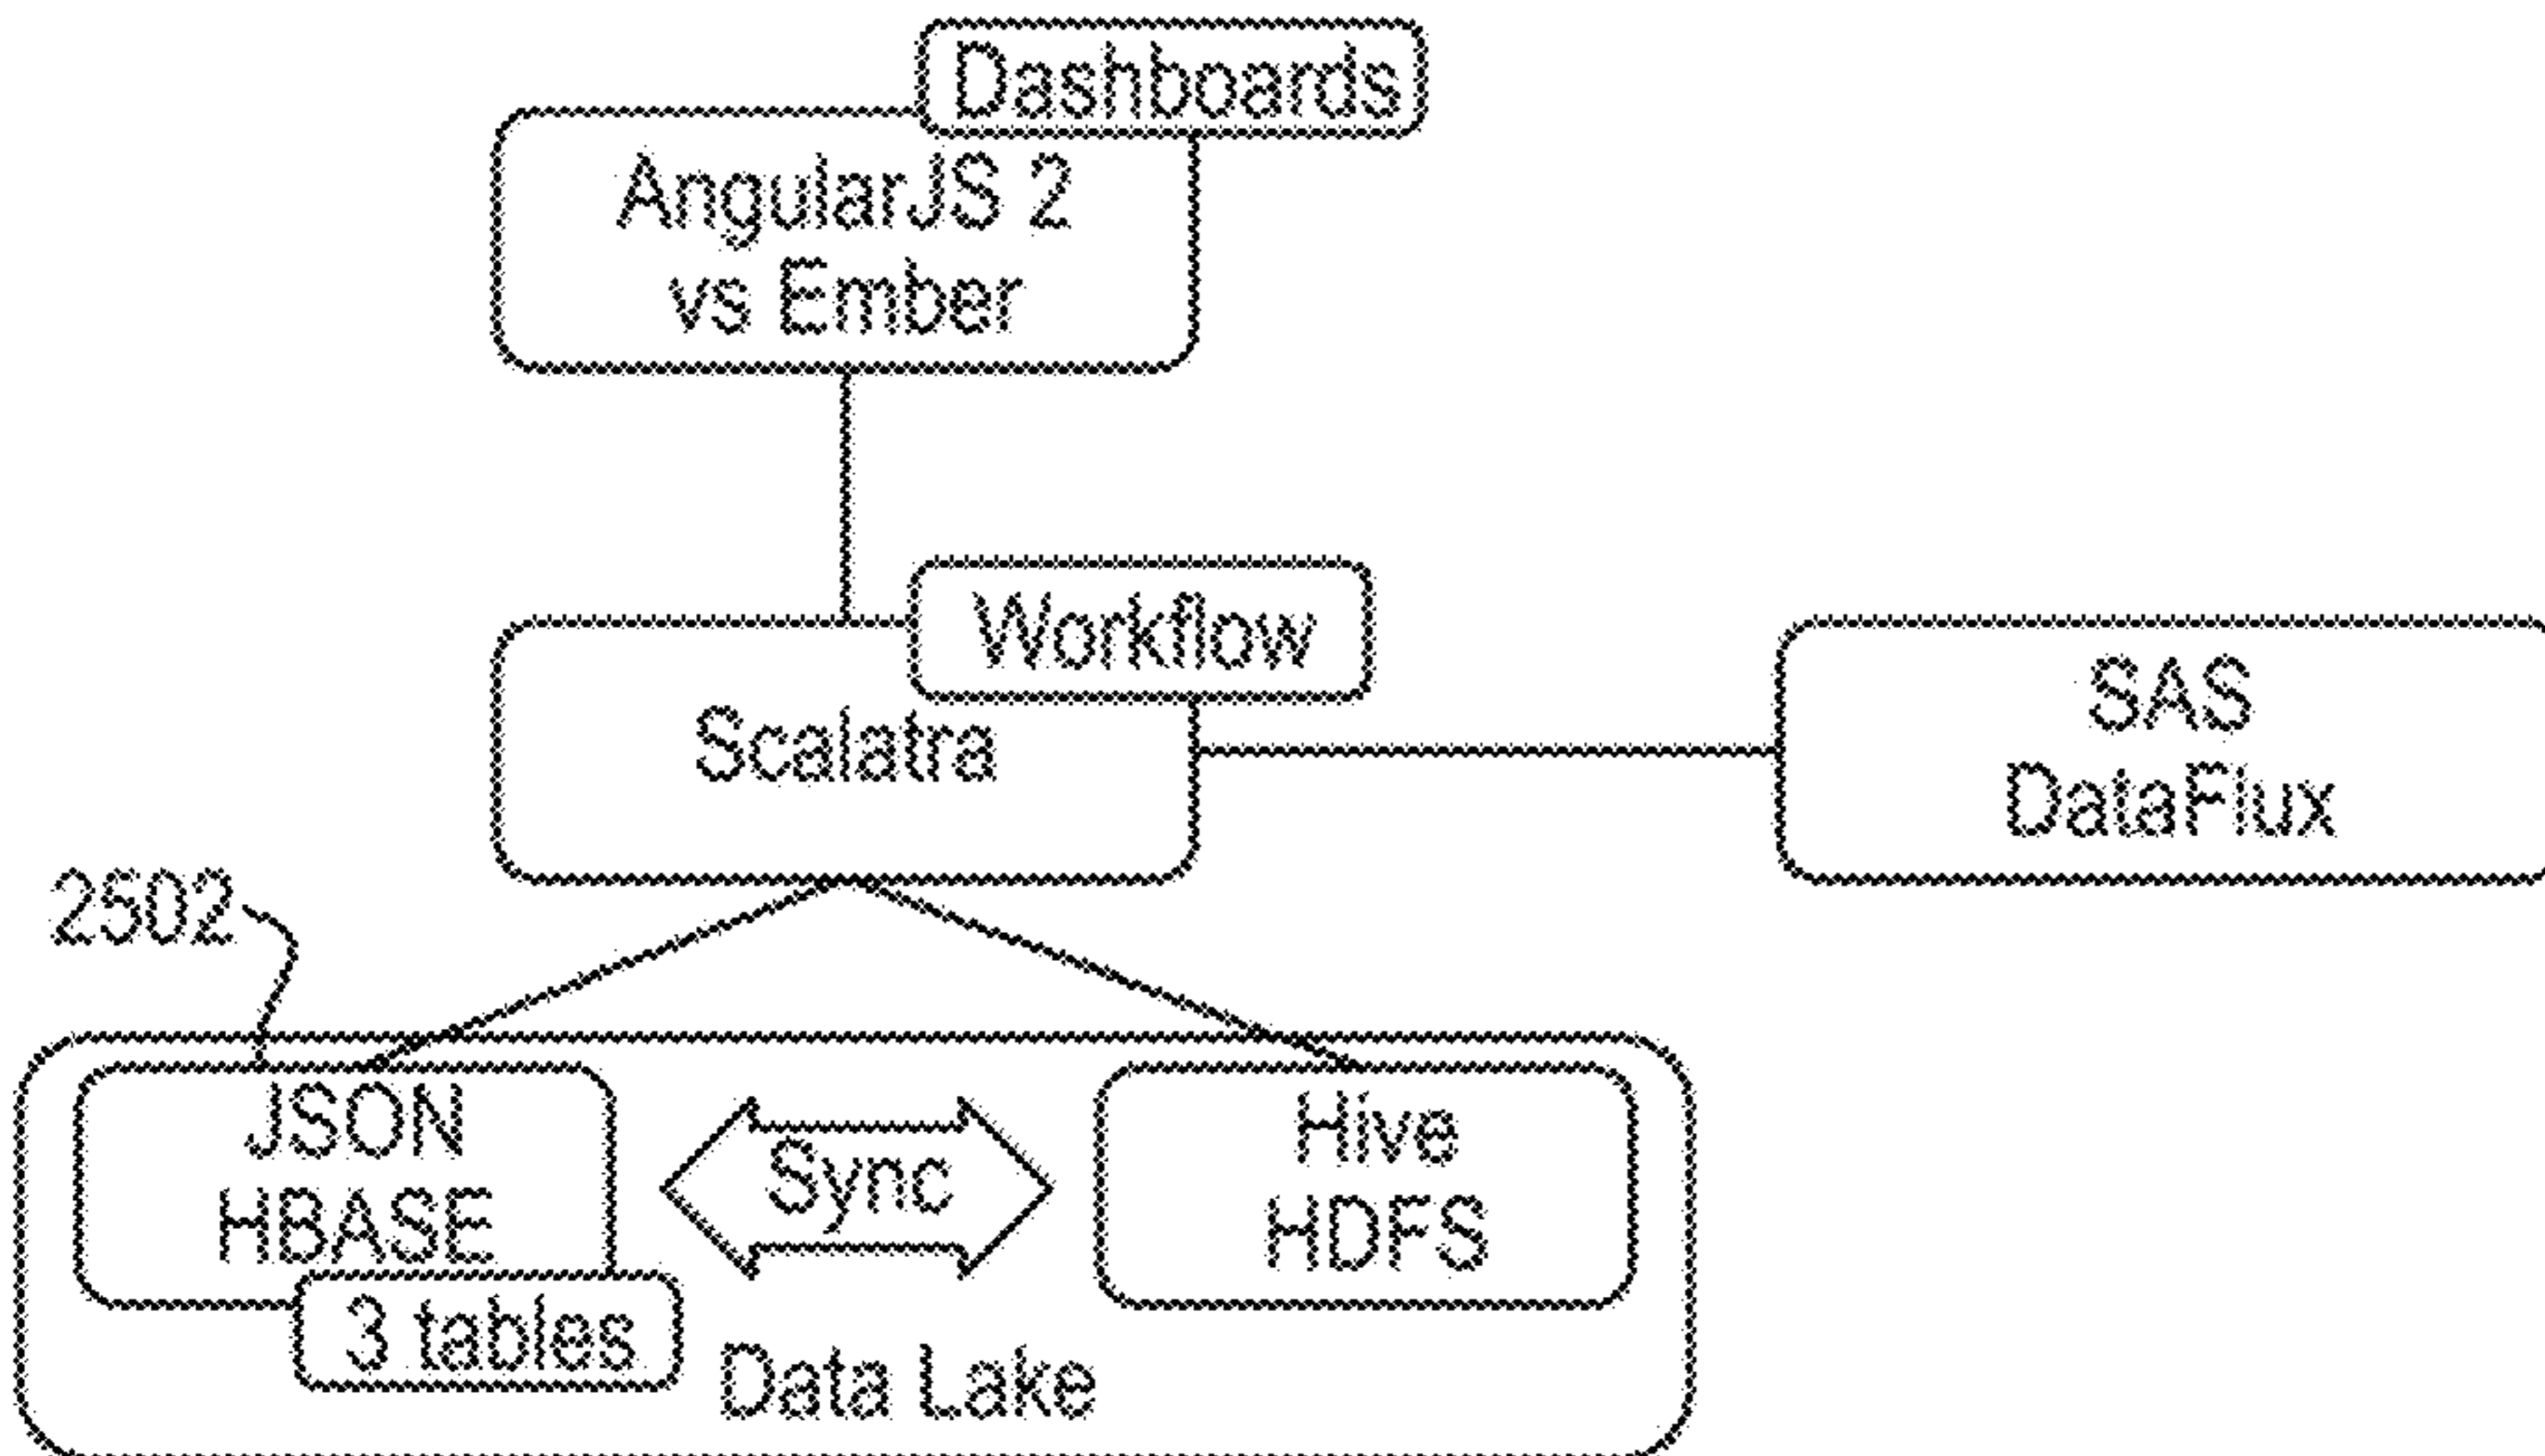 Dashboards
AngularJS 2
vs Ember
Workflow
Scalatra
SAS
DataFlux
2502
JSON
HBASE
3 tables
Sync
Hive
HDFS
Data Lake